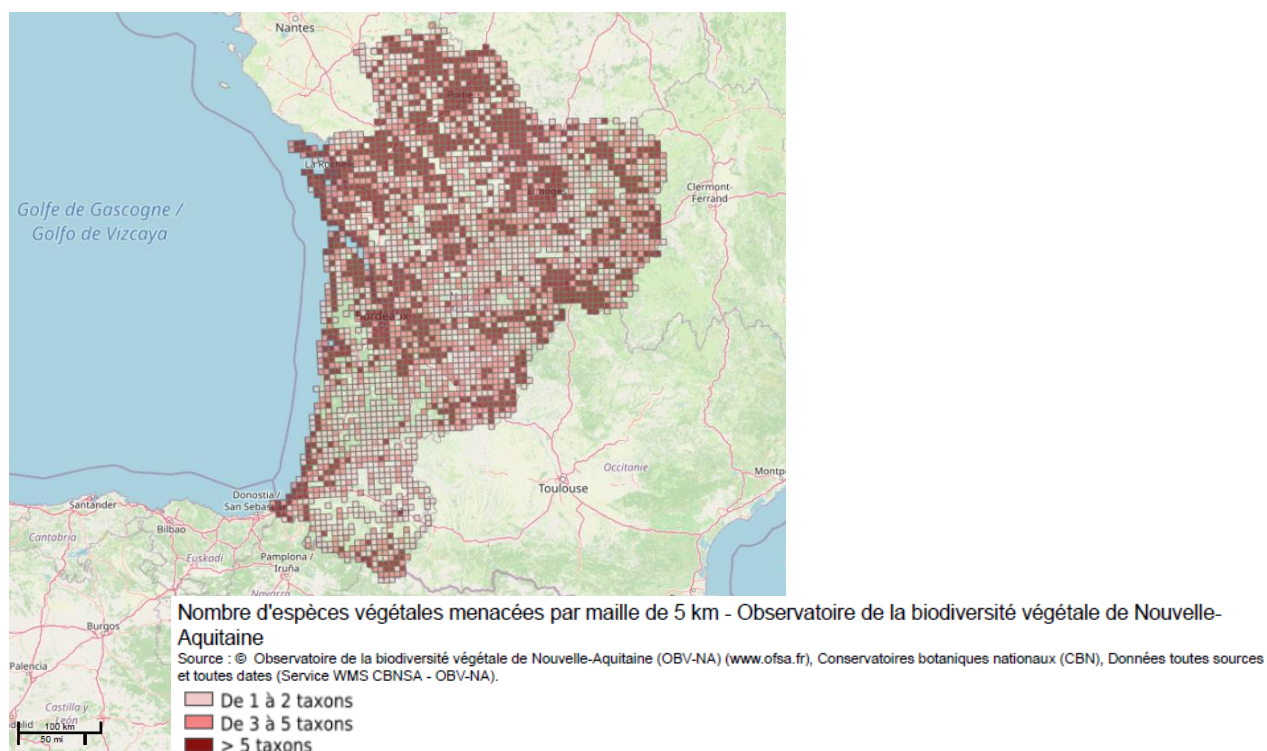 Nantes
Poitie
La Roche
Limoges
Clermont-
Ferrand
Golfe de Gascogne /
Golfo de Vizcaya
Bordeaux
Occitanie
Toulouse
Montp
Donostia /
San Sebas
Santander
Bilbao
Cantabria
Euskadi
Pamplona /
Iruña
Navarra
Burgos
Palencia
Castilla y
León
100 km
50 mi
Nombre d'espèces végétales menacées par maille de 5 km - Observatoire de la biodiversité végétale de Nouvelle-
Aquitaine
Source : © Observatoire de la biodiversité végétale de Nouvelle-Aquitaine (OBV-NA) (www.ofsa.fr), Conservatoires botaniques nationaux (CBN), Données toutes sources
et toutes dates (Service WMS CBNSA - OBV-NA).
De 1 à 2 taxons
De 3 à 5 taxons
> 5 taxons